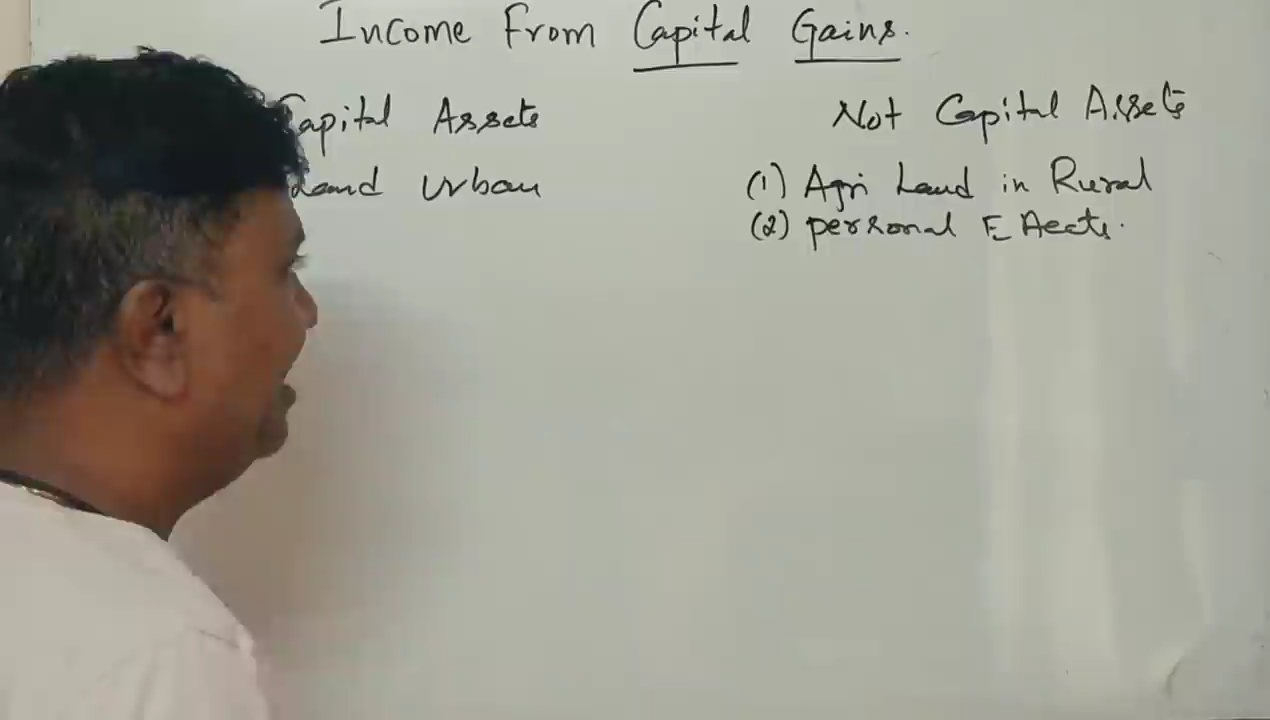 Income From Capital Gains.
Capital Assets
Land Urban
Not Capital Assets
(1) Agri Land in Rural
(2) personal Effects.